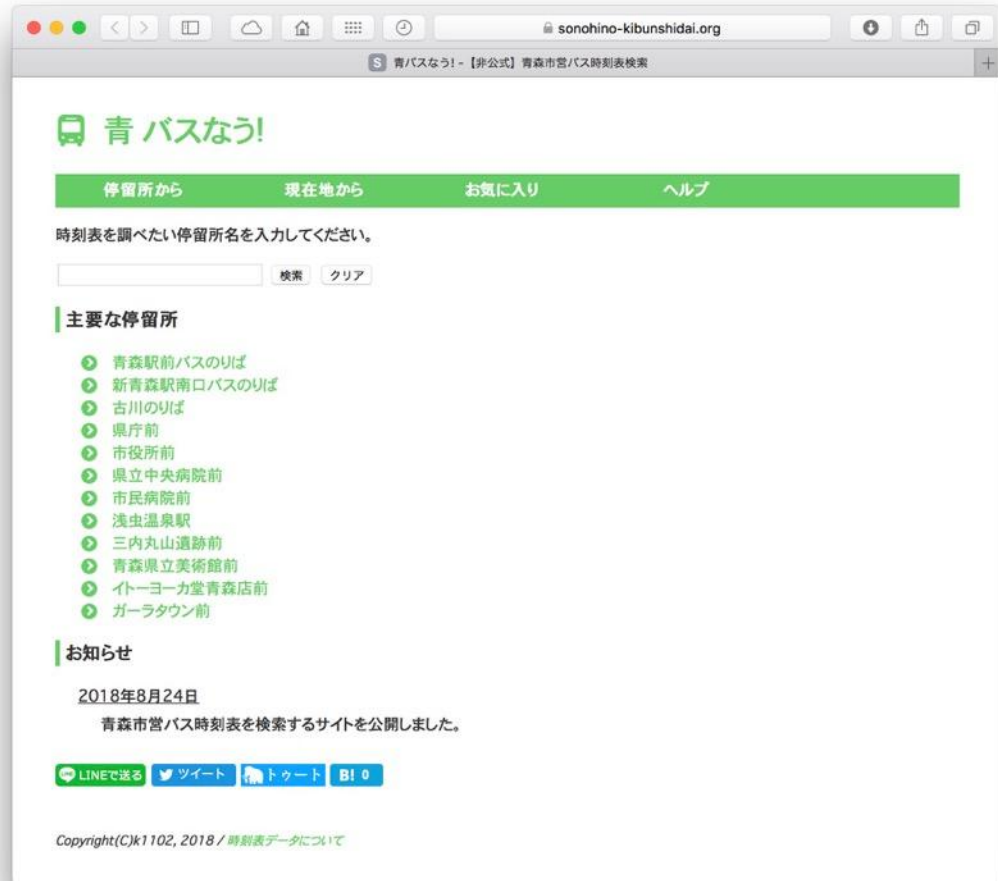 sonohino-kibunshidai.org
S 青バスなう! - 【非公式】青森市営バス時刻表検索
青 バスなう!
停留所から 現在地から お気に入り ヘルプ
時刻表を調べたい停留所名を入力してください。
検索 クリア
主要な停留所
青森駅前バスのりば
新青森駅南口バスのりば
古川のりば
県庁前
市役所前
県立中央病院前
市民病院前
浅虫温泉駅
三内丸山遺跡前
青森県立美術館前
イトーヨーカ堂青森店前
ガーラタウン前
お知らせ
2018年8月24日
青森市営バス時刻表を検索するサイトを公開しました。
LINEで送る ツイート トゥート B! 0
Copyright(C)k1102, 2018 / 時刻表データについて